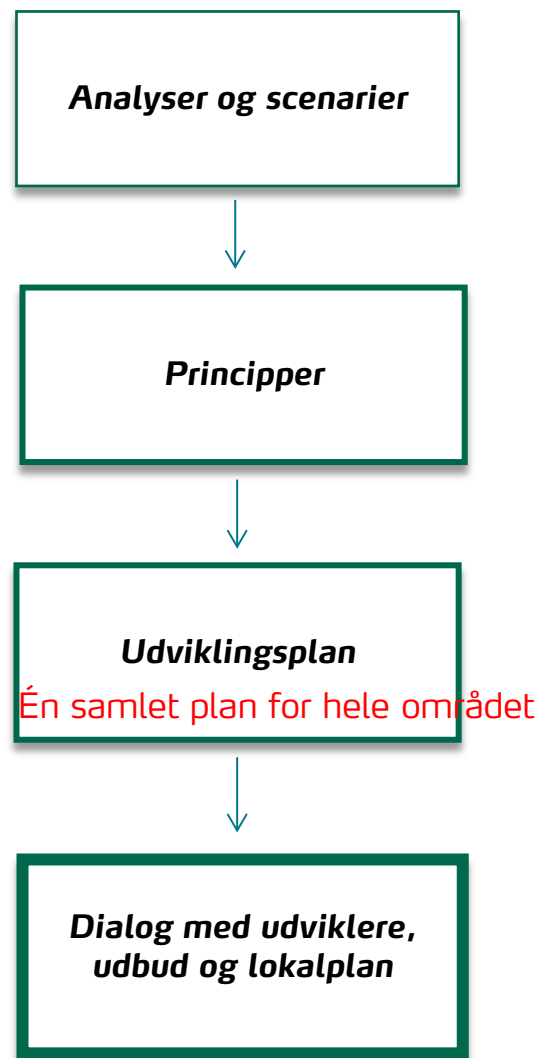 Analyser og scenarier
Principper
Udviklingsplan
Én samlet plan for hele området
Dialog med udviklere,
udbud og lokalplan